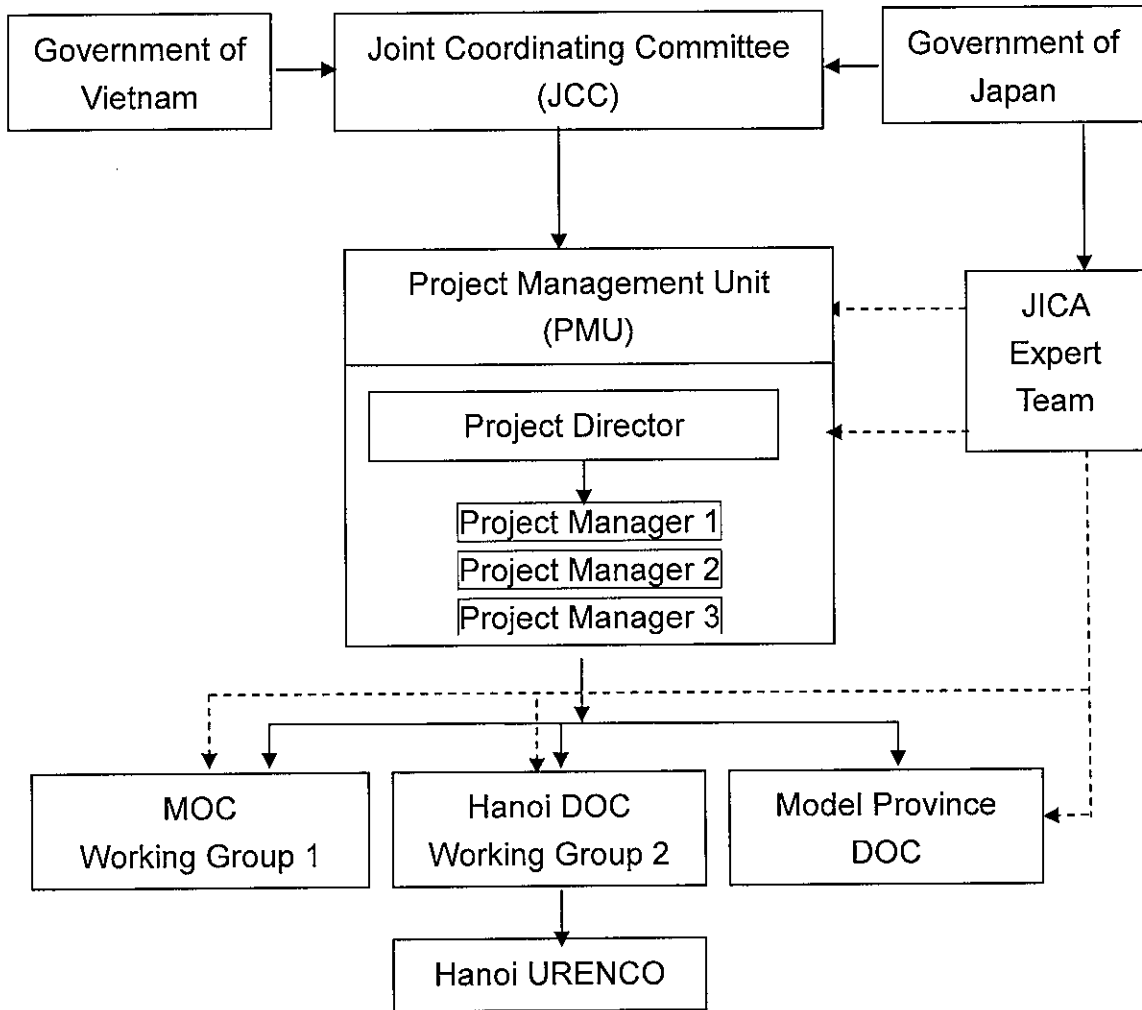 Government of
Vietnam
Joint Coordinating Committee
(JCC)
Government of
Japan
Project Management Unit
(PMU)
JICA
Expert
Team
Project Director
Project Manager 1
Project Manager 2
Project Manager 3
MOC
Working Group 1
Hanoi DOC
Working Group 2
Model Province
DOC
Hanoi URENCO